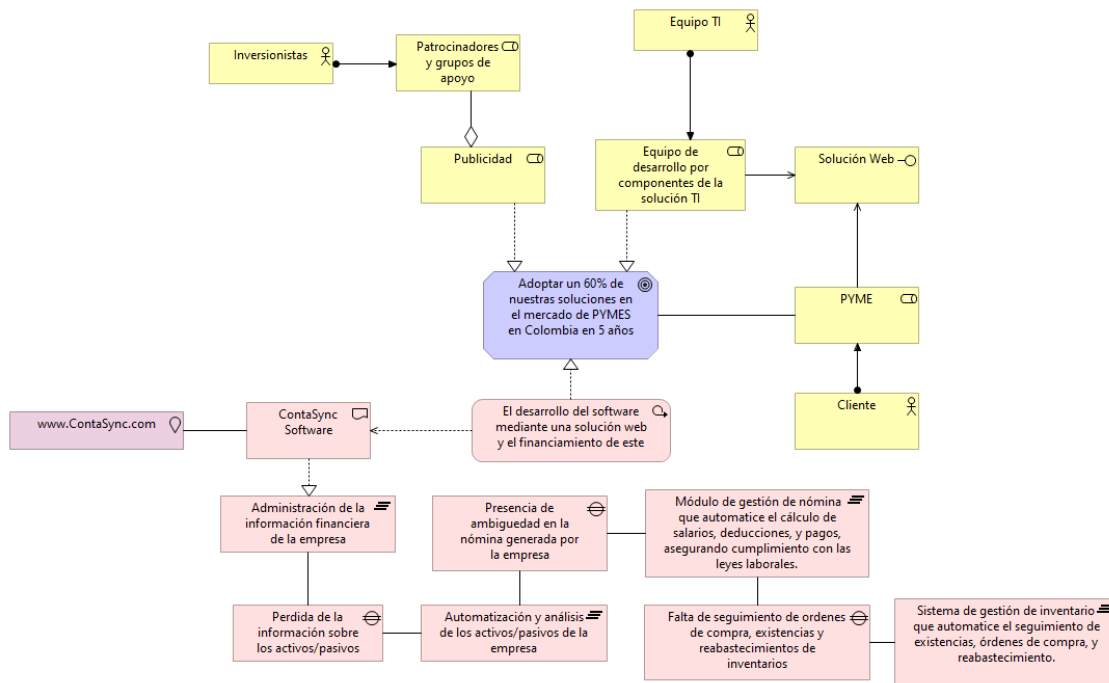 Equipo TI
Inversionistas
Patrocinadores
y grupos de
apoyo
Publicidad
Equipo de
desarrollo por
componentes de la
solución TI
Solución Web
Adoptar un 60% de
nuestras soluciones en
el mercado de PYMES
en Colombia en 5 años
PYME
Cliente
www.ContaSync.com
ContaSync
Software
El desarrollo del software
mediante una solución web
y el financiamiento de este
Administración de la
información financiera
de la empresa
Presencia de
ambiguedad en la
nómina generada por
la empresa
Módulo de gestión de nómina
que automatice el cálculo de
salarios, deducciones, y pagos,
asegurando cumplimiento con las
leyes laborales.
Perdida de la
información sobre
los activos/pasivos
Automatización y análisis
de los activos/pasivos de la
empresa
Falta de seguimiento de ordenes
de compra, existencias y
reabastecimientos de
inventarios
Sistema de gestión de inventario
que automatice el seguimiento de
existencias, órdenes de compra, y
reabastecimiento.